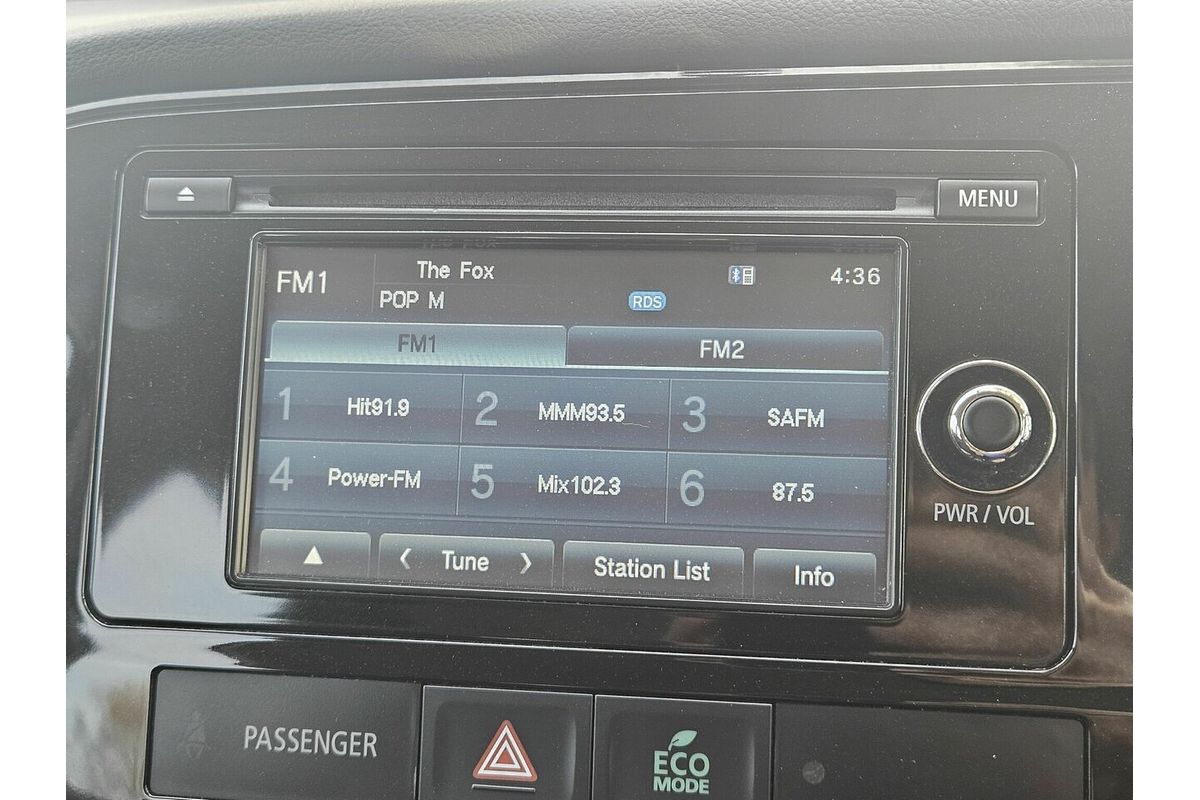 MENU
FM1 The Fox 4:36
POP M RDS
FM1 FM2
1 Hit91.9 2 MMM93.5 3 SAFM
4 Power-FM 5 Mix102.3 6 87.5
Tune Station List Info
PWR / VOL
PASSENGER
ECO
MODE